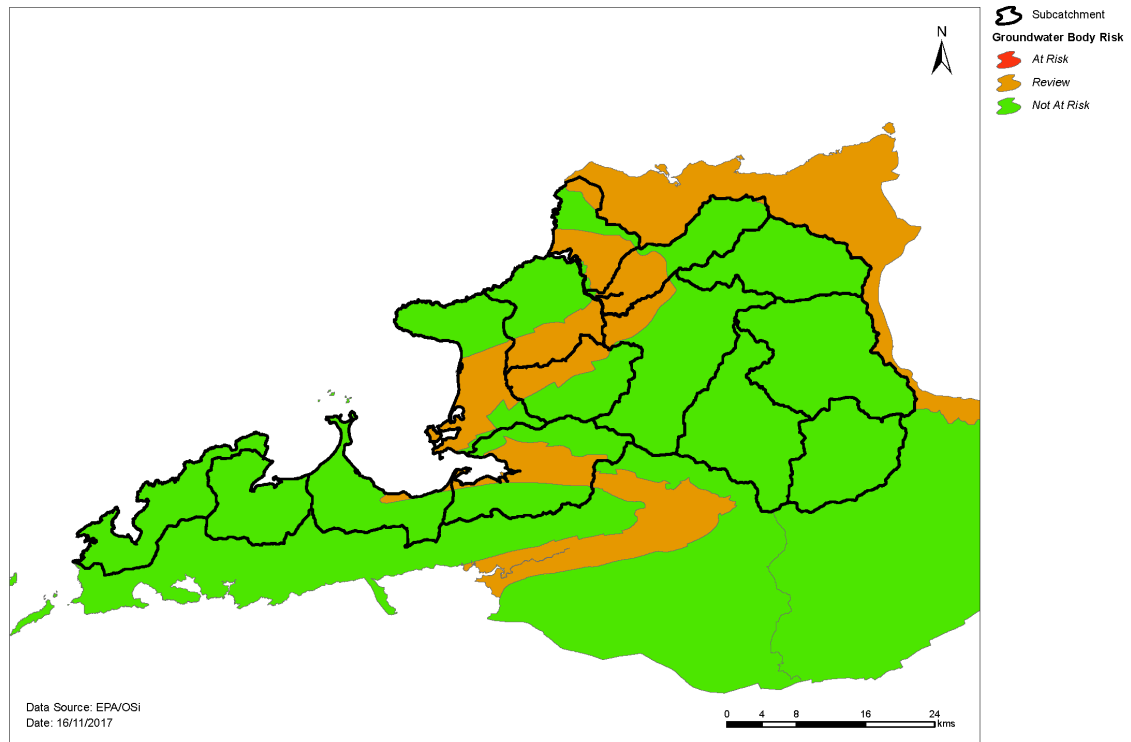 Subcatchment
Groundwater Body Risk
At Risk
Review
Not At Risk
N
Data Source: EPA/OSi
Date: 16/11/2017
0 4 8 16 24
kms